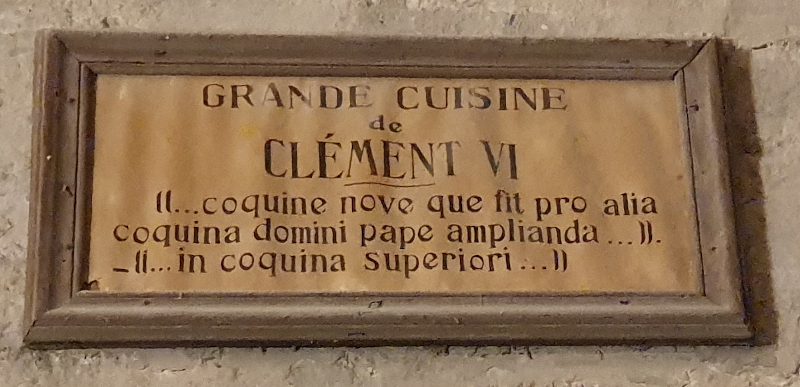 GRANDE CUISINE
de
CLÉMENT VI
((...coquine nove que fit pro alia
coquina domini pape amplianda...)).
-((...in coquina superiori...))